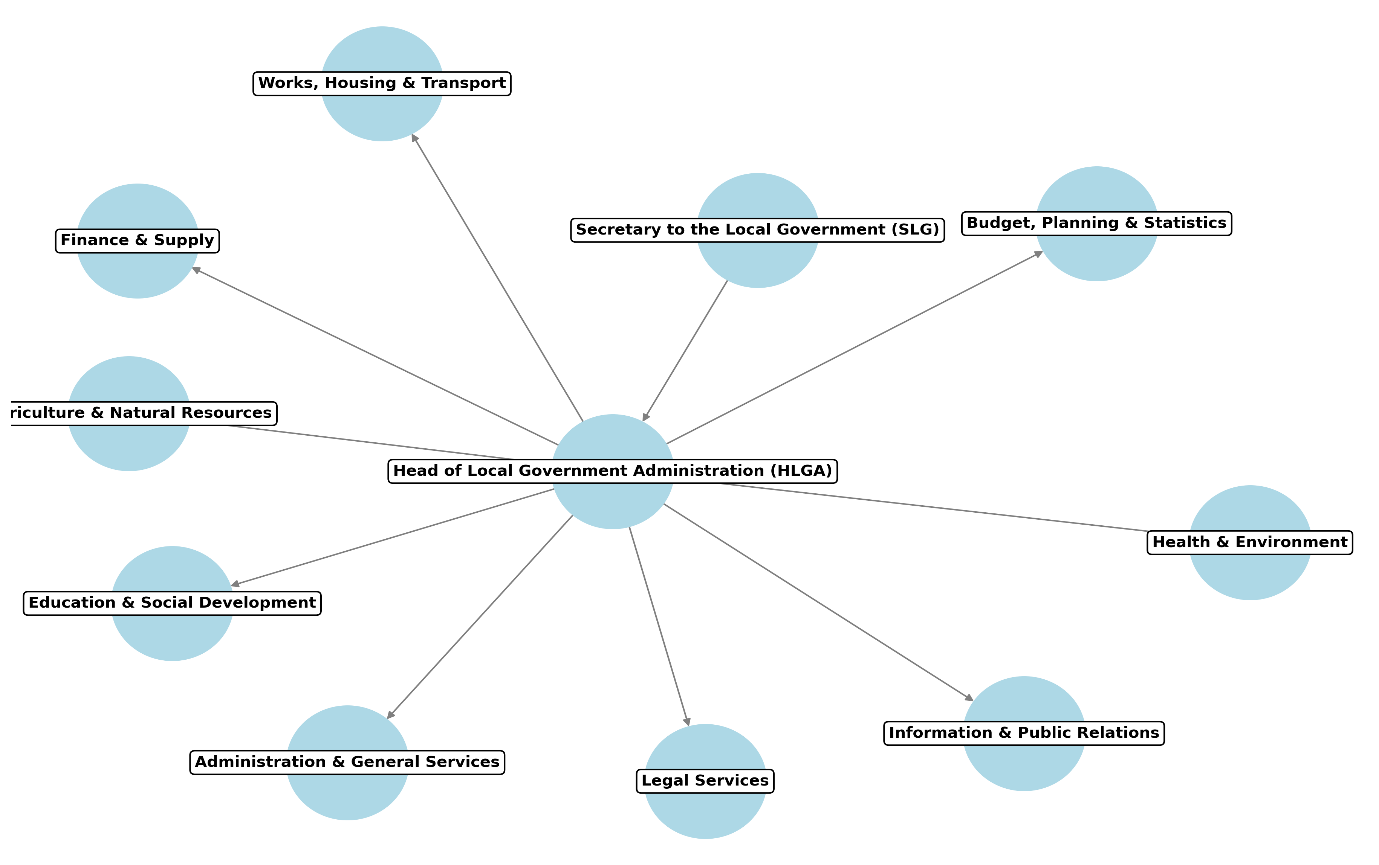 Works, Housing & Transport
Budget, Planning & Statistics
Secretary to the Local Government (SLG)
Finance & Supply
riculture & Natural Resources
Head of Local Government Administration (HLGA)
Health & Environment
Education & Social Development
Information & Public Relations
Administration & General Services
Legal Services